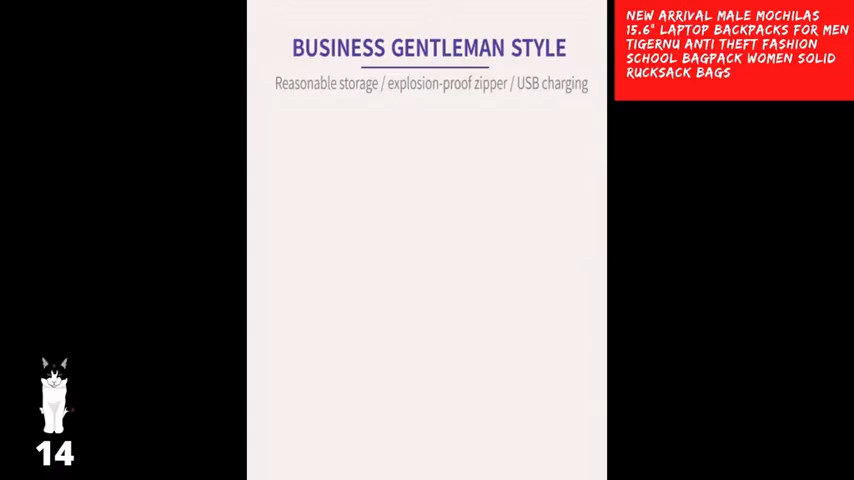 BUSINESS GENTLEMAN STYLE
Reasonable storage / explosion-proof zipper / USB charging
NEW ARRIVAL MALE MOCHILAS
15.6" LAPTOP BACKPACKS FOR MEN
TIGERNU ANTI THEFT FASHION
SCHOOL BAGPACK WOMEN SOLID
RUCKSACK BAGS
14